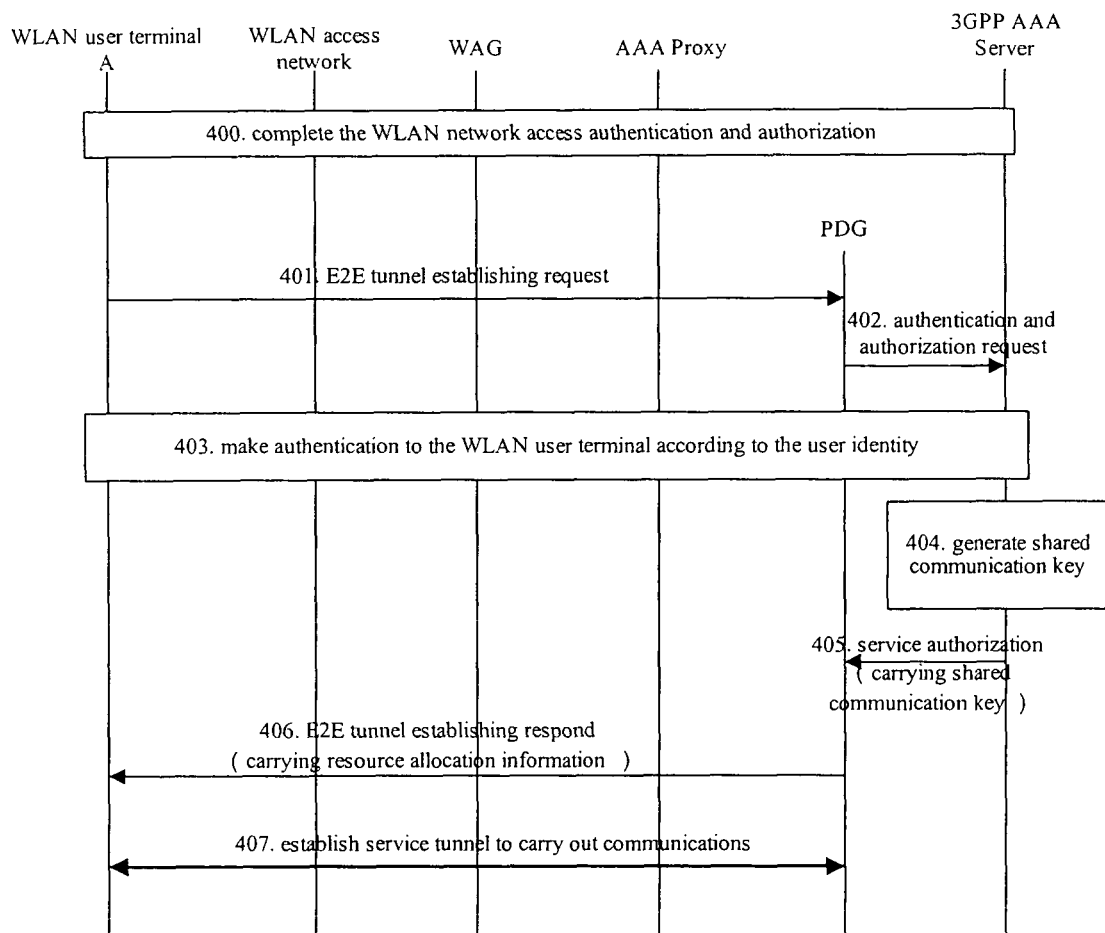 WLAN user terminal
A
WLAN access
network
WAG
AAA Proxy
3GPP AAA
Server
400. complete the WLAN network access authentication and authorization
PDG
401. E2E tunnel establishing request
402. authentication and
authorization request
403. make authentication to the WLAN user terminal according to the user identity
404. generate shared
communication key
405. service authorization
( carrying shared
communication key )
406. E2E tunnel establishing respond
( carrying resource allocation information )
407. establish service tunnel to carry out communications